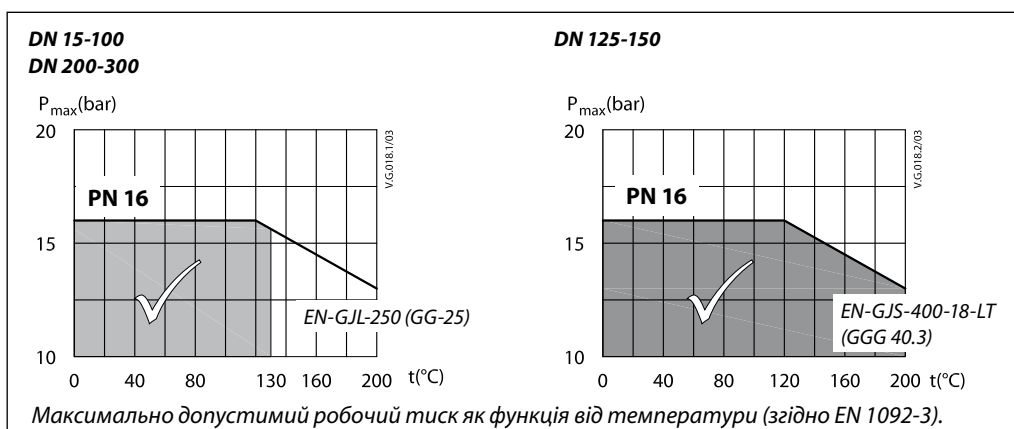 DN 15-100
DN 200-300
Pmax(bar)
20
15
10
PN 16
EN-GJL-250 (GG-25)
V.G.018.1/03
0 40 80 130 160 200 t(°C)
DN 125-150
Pmax(bar)
20
15
10
PN 16
EN-GJS-400-18-LT
(GGG 40.3)
V.G.018.2/03
0 40 80 120 160 200 t(°C)
Максимально допустимий робочий тиск як функція від температури (згідно EN 1092-3).